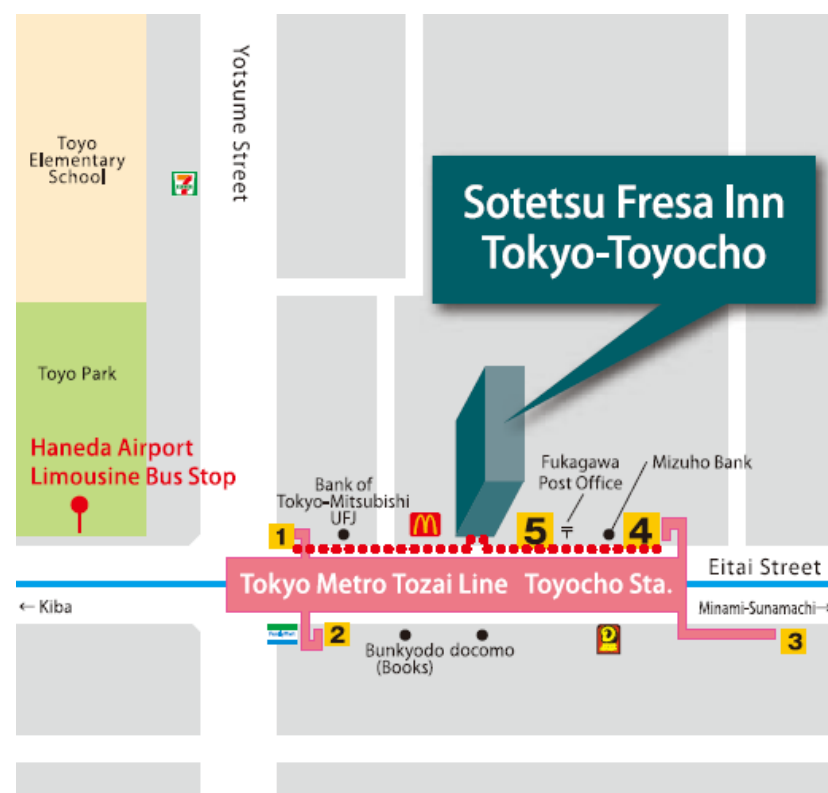 Yotsume Street
Toyo
Elementary
School
7
Sotetsu Fresa Inn
Tokyo-Toyocho
Toyo Park
Haneda Airport
Limousine Bus Stop
Bank of
Tokyo-Mitsubishi
UFJ
Fukagawa
Post Office
Mizuho Bank
1
5
〒
4
Eitai Street
Tokyo Metro Tozai Line Toyocho Sta.
← Kiba
Minami-Sunamachi→
FamilyMart
2
Bunkyodo
(Books)
docomo
3